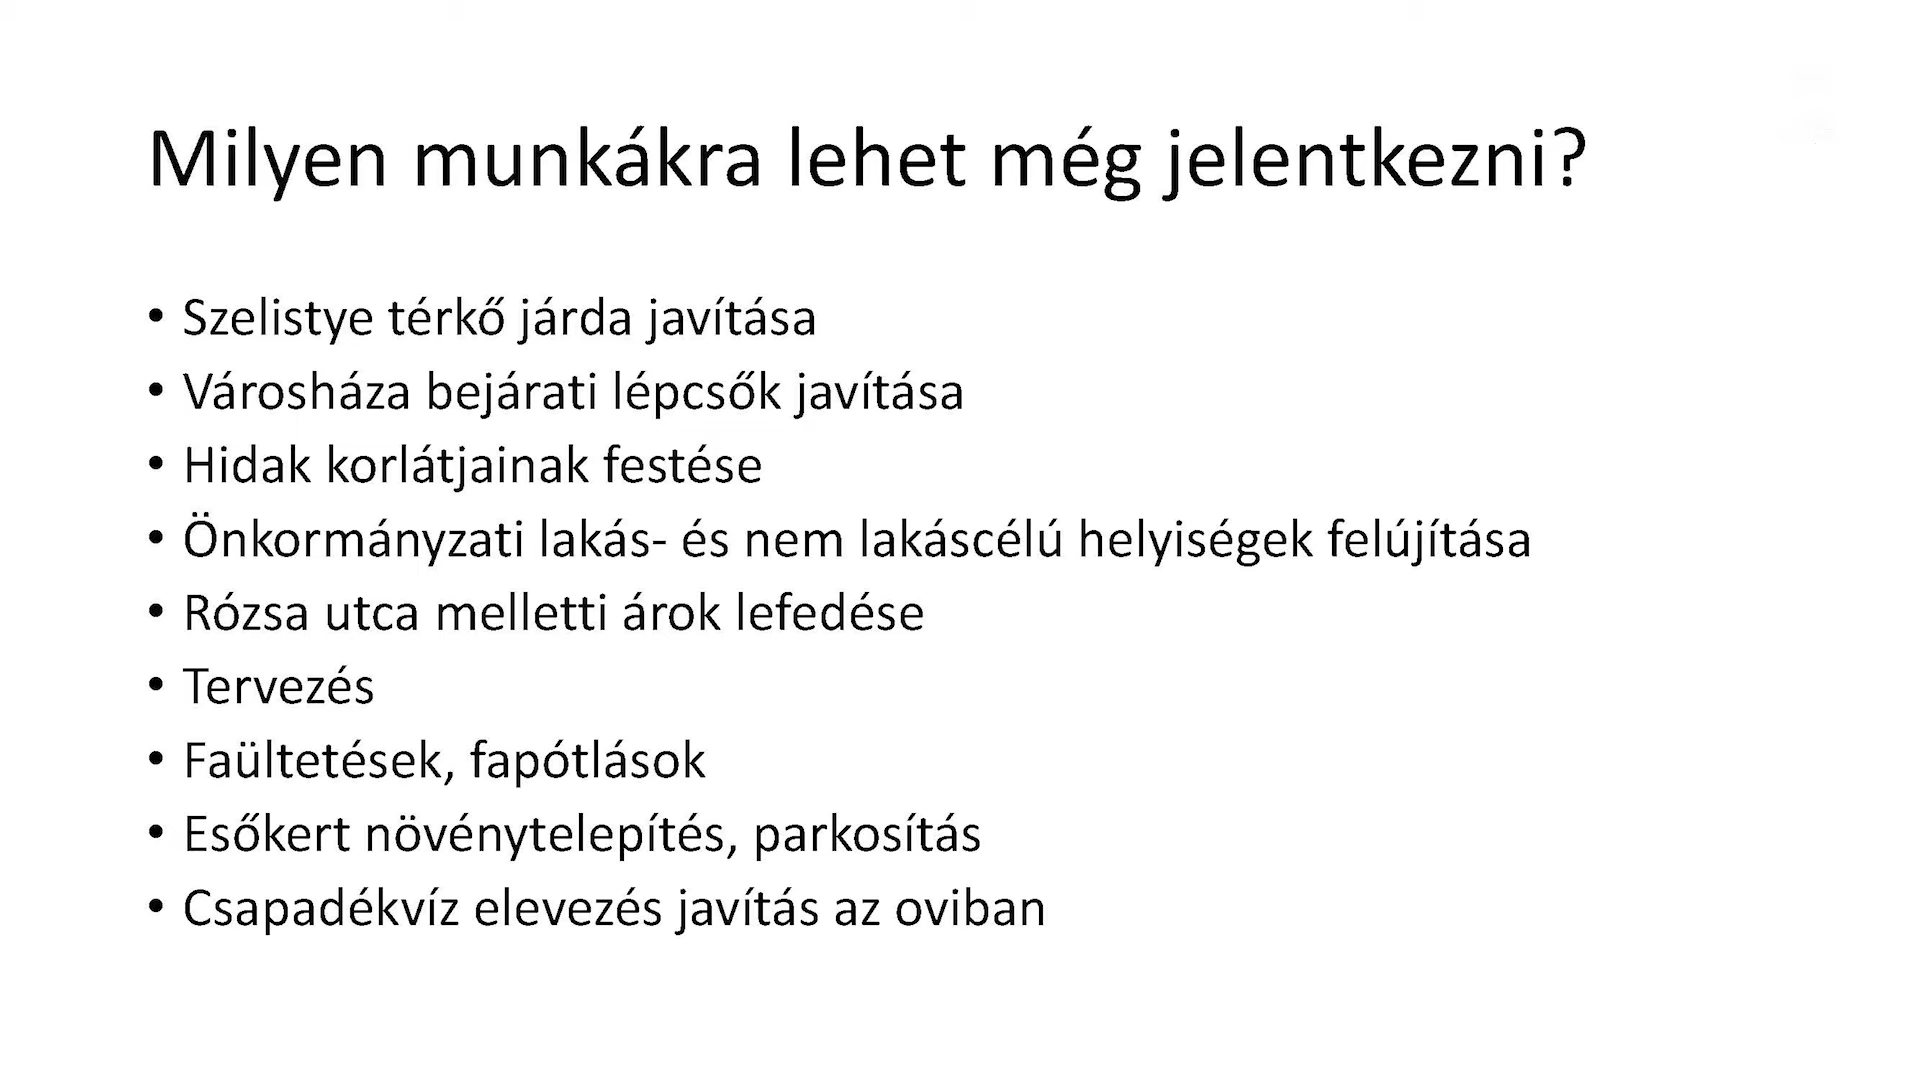 Milyen munkákra lehet még jelentkezni?
• Szelistye térkő járda javítása
• Városháza bejárati lépcsők javítása
• Hidak korlátjainak festése
• Önkormányzati lakás- és nem lakáscélú helyiségek felújítása
• Rózsa utca melletti árok lefedése
• Tervezés
• Faültetések, fapótlások
• Esőkert növénytelepítés, parkosítás
• Csapadékvíz elevezés javítás az oviban